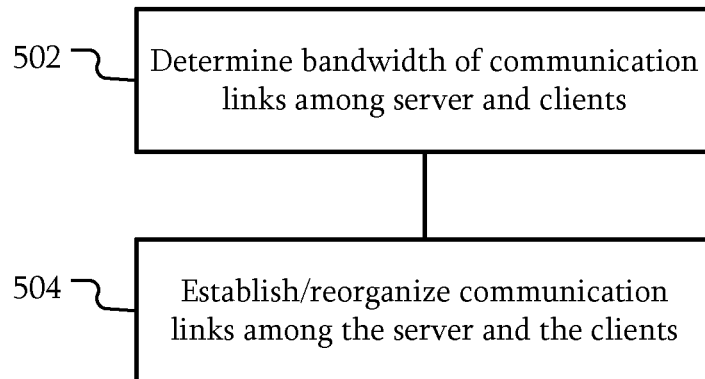 502
Determine bandwidth of communication
links among server and clients
504
Establish/reorganize communication
links among the server and the clients